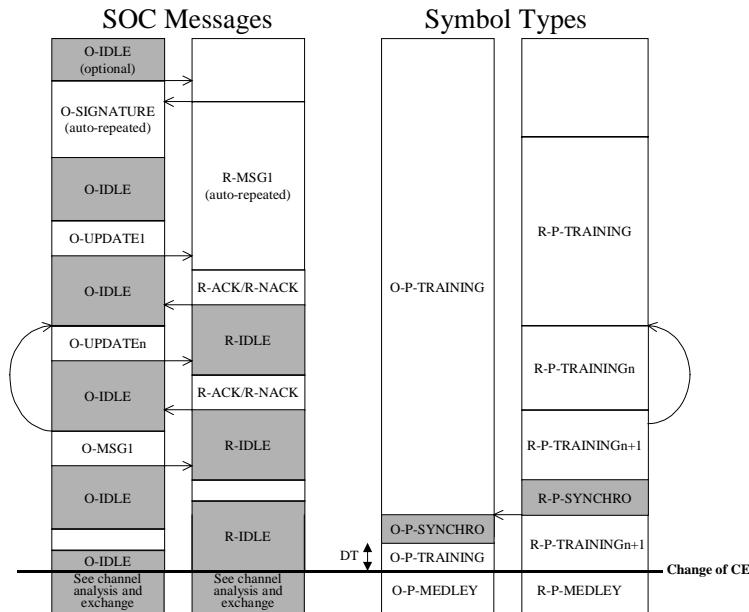 SOC Messages
Symbol Types
O-IDLE
(optional)
O-SIGNATURE
(auto-repeated)
O-IDLE
O-UPDATE1
O-IDLE
O-UPDATEn
O-IDLE
O-MSG1
O-IDLE
O-IDLE
See channel
analysis and
exchange
R-MSG1
(auto-repeated)
R-ACK/R-NACK
R-IDLE
R-ACK/R-NACK
R-IDLE
R-IDLE
See channel
analysis and
exchange
O-P-TRAINING
O-P-SYNCHRO
DT
O-P-TRAINING
O-P-MEDLEY
R-P-TRAINING
R-P-TRAININGn
R-P-TRAININGn+1
R-P-SYNCHRO
R-P-TRAININGn+1
R-P-MEDLEY
Change of CE